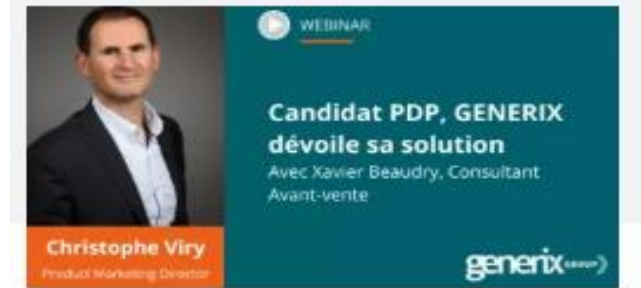 WEBINAR
Candidat PDP, GENERIX
dévoile sa solution
Avec Xavier Beaudry, Consultant
Avant-vente
Christophe Viry
Product Marketing Director
generix GROUP